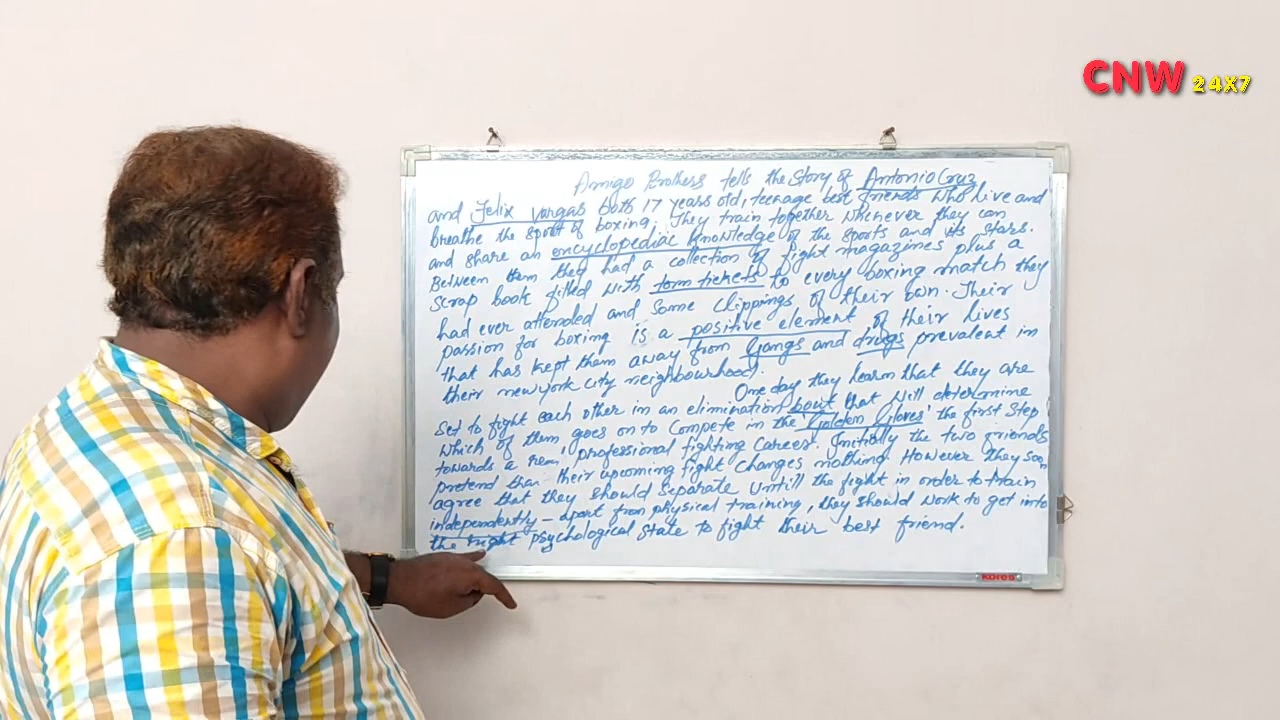 CNW 24X7
Amigo Brothers tells the Story of Antonio Cruz
and Felix Vargas both 17 years old, teenage best friends who live and
breathe the sport of boxing. They train together whenever they can
and share an encyclopediac knowledge of the sports and its stars.
Between them they had a collection of fight magazines plus a
scrap book filled with torn tickets to every boxing match they
had ever attended and some clippings of their own. Their
passion for boxing is a positive element of their lives
that has kept them away from Gangs and drugs prevalent in
their new york city neighbourhood.
One day they learn that they are
set to fight each other in an elimination bout that will determine
which of them goes on to compete in the 'Golden Gloves' the first step
towards a real, professional fighting career. Initially the two friends
pretend that their upcoming fight changes nothing. However they soon
agree that they should separate untill the fight in order to train
independently - apart from physical training, they should work to get into
the right psychological state to fight their best friend.
KORES